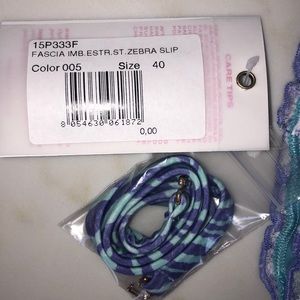 15P333F
FASCIA IMB.ESTR.ST.ZEBRA SLIP
Color 005 Size 40
8 054630 061872
0,00
CARE TIPS